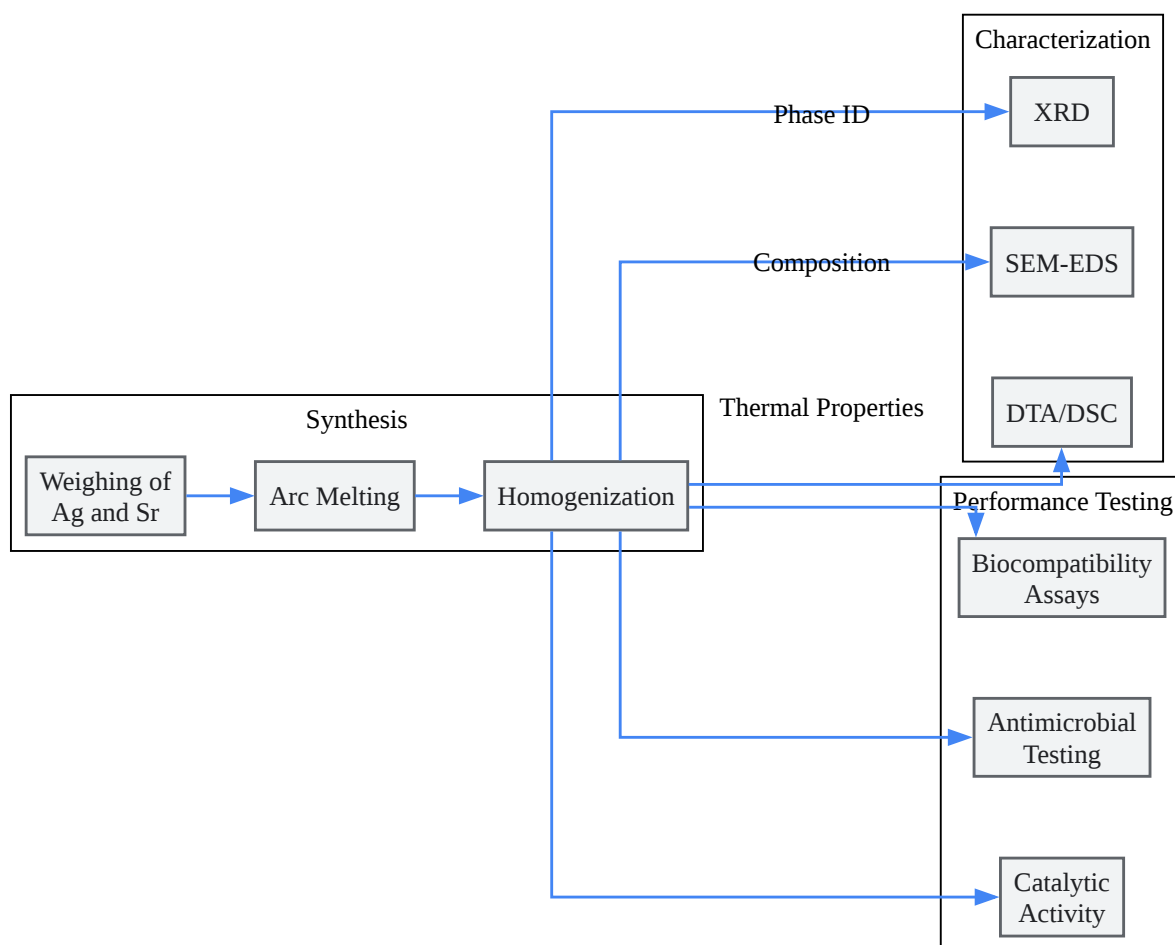 Characterization
Phase ID
XRD
Composition
SEM-EDS
Thermal Properties
DTA/DSC
Synthesis
Weighing of
Ag and Sr
Arc Melting
Homogenization
Performance Testing
Biocompatibility
Assays
Antimicrobial
Testing
Catalytic
Activity